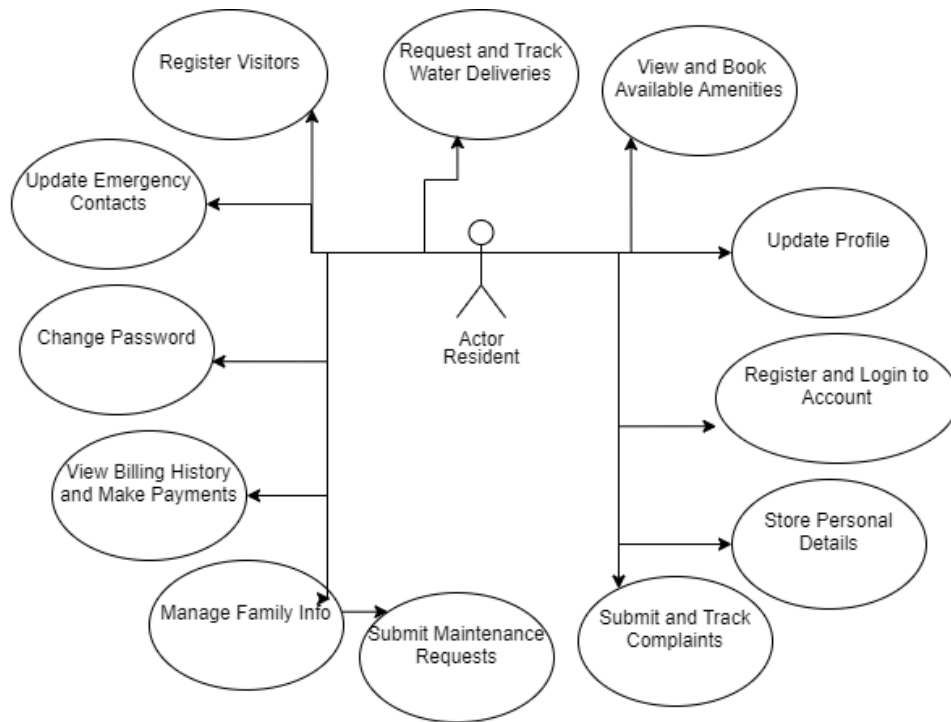 Register Visitors
Request and Track
Water Deliveries
View and Book
Available Amenities
Update Emergency
Contacts
Update Profile
Actor
Resident
Change Password
Register and Login to
Account
View Billing History
and Make Payments
Store Personal
Details
Manage Family Info
Submit Maintenance
Requests
Submit and Track
Complaints